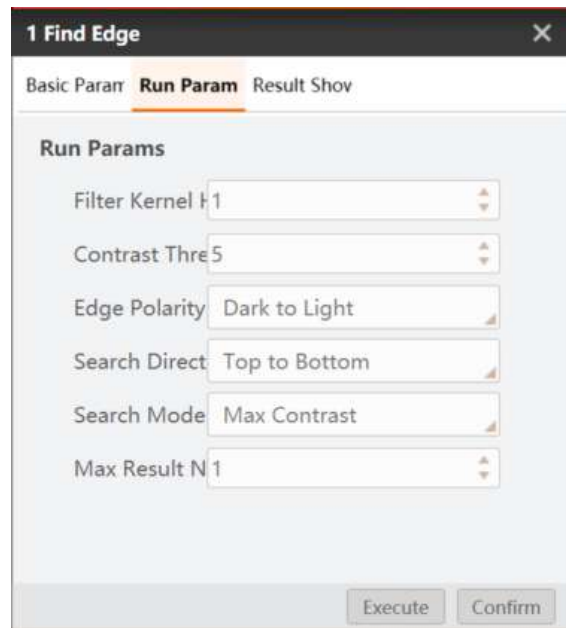 1 Find Edge
Basic Param Run Param Result Shov
Run Params
Filter Kernel H 1
Contrast Thre 5
Edge Polarity Dark to Light
Search Direct Top to Bottom
Search Mode Max Contrast
Max Result N 1
Execute Confirm